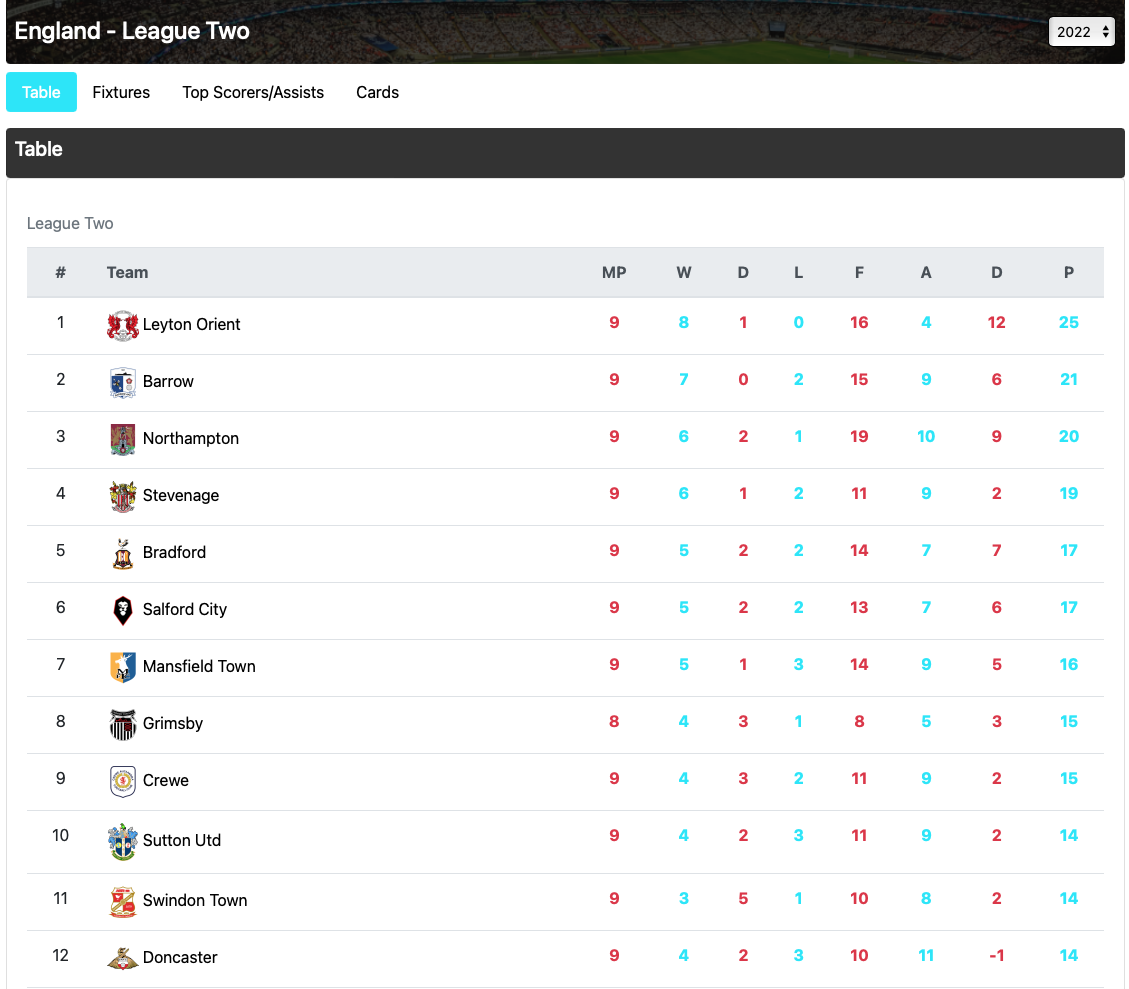 England - League Two
2022
Table Fixtures Top Scorers/Assists Cards
Table
League Two
# Team MP W D L F A D P
1 Leyton Orient 9 8 1 0 16 4 12 25
2 Barrow 9 7 0 2 15 9 6 21
3 Northampton 9 6 2 1 19 10 9 20
4 Stevenage 9 6 1 2 11 9 2 19
5 Bradford 9 5 2 2 14 7 7 17
6 Salford City 9 5 2 2 13 7 6 17
7 Mansfield Town 9 5 1 3 14 9 5 16
8 Grimsby 8 4 3 1 8 5 3 15
9 Crewe 9 4 3 2 11 9 2 15
10 Sutton Utd 9 4 2 3 11 9 2 14
11 Swindon Town 9 3 5 1 10 8 2 14
12 Doncaster 9 4 2 3 10 11 -1 14